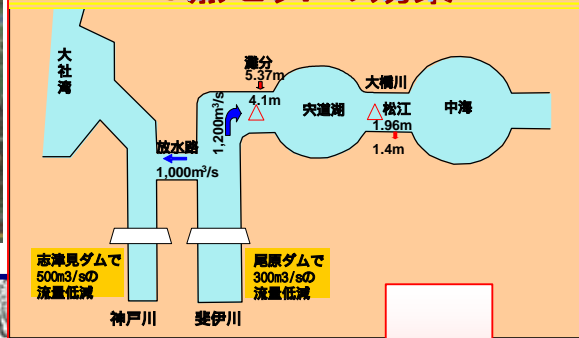 大社湾
灘分
5.37m
4.1m
大橋川
宍道湖
松江
中海
1.96m
1.4m
1,200m³/s
放水路
1,000m³/s
志津見ダムで
500m3/sの
流量低減
尾原ダムで
300m3/sの
流量低減
神戸川
斐伊川